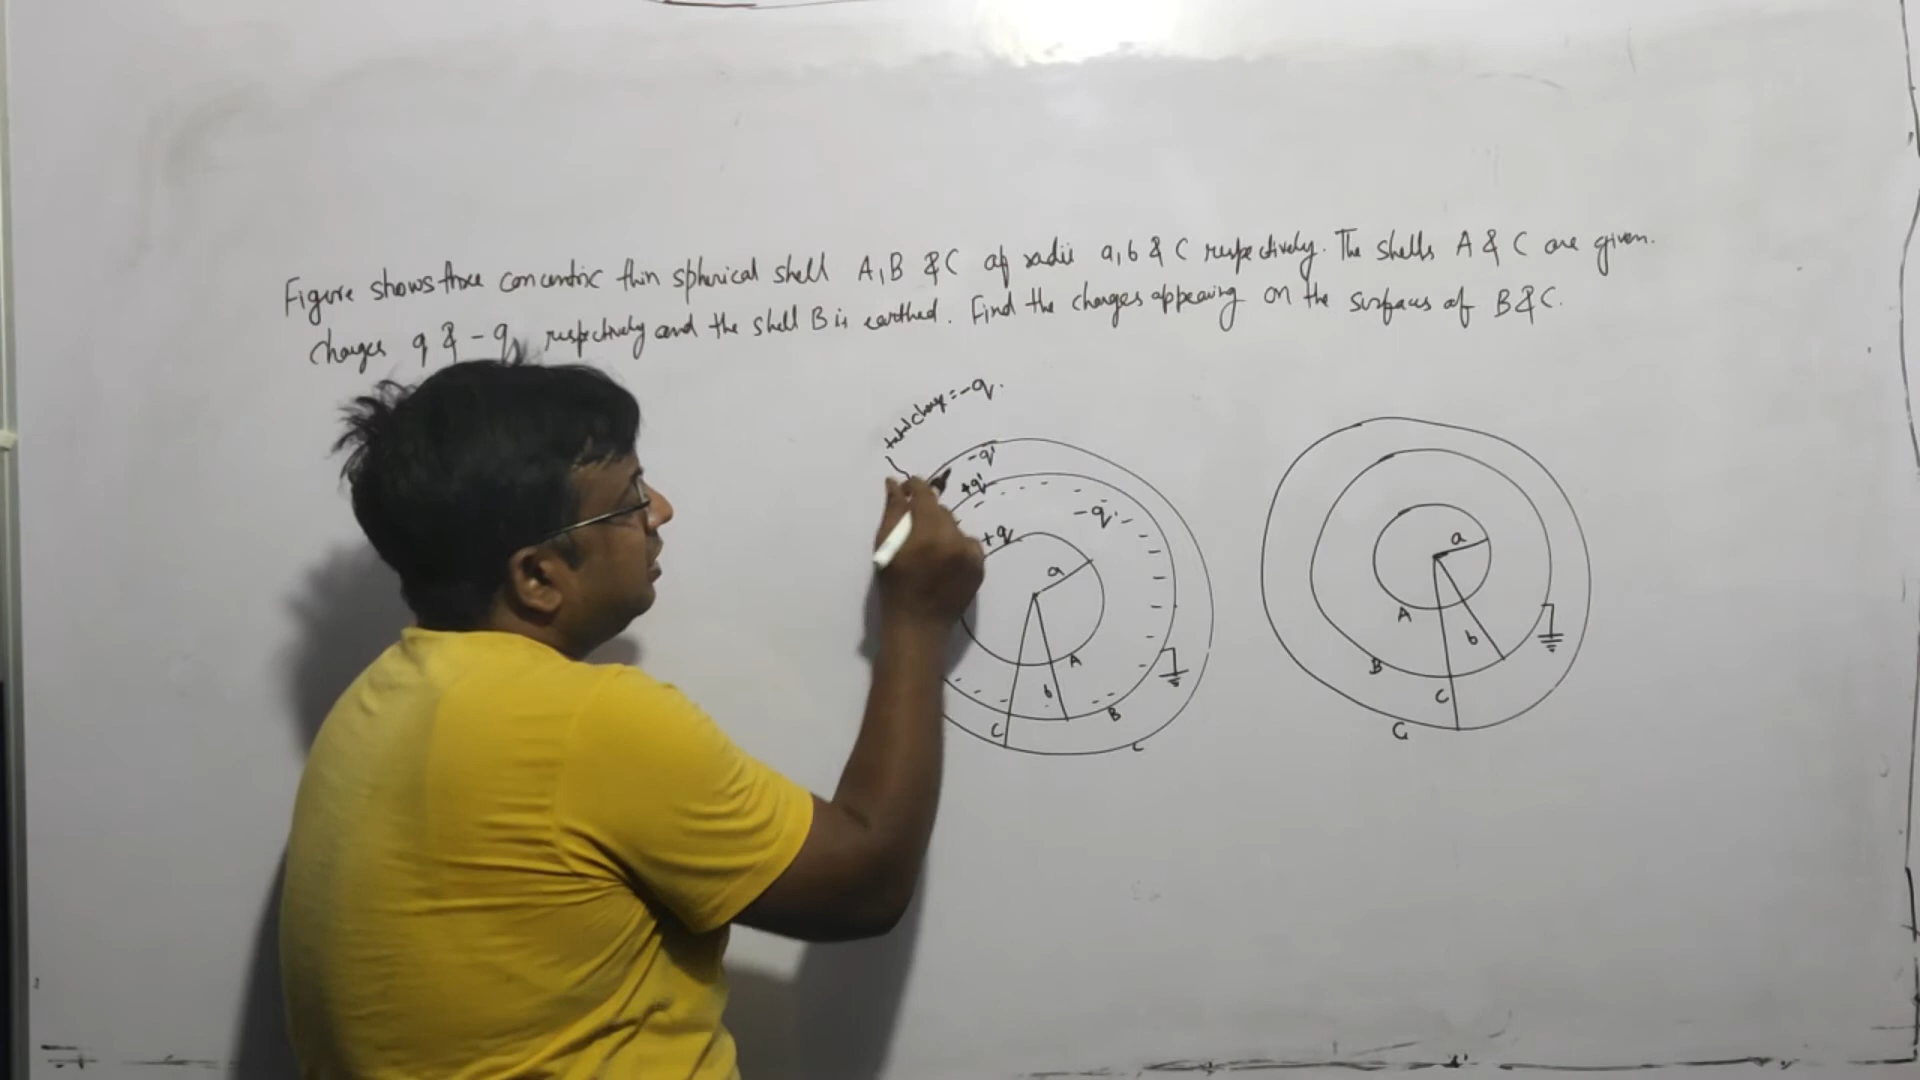 Figure shows three concentric thin spherical shell A,B & C of radii a,b & C respectively. The shells A & C are given.
charges q & -q respectively and the shell B is earthed. Find the charges appearing on the surfaces of B&C.
total charge = -q.
-q'
+q'
-q
+q
a
A
b
B
C
C
a
A
b
B
C
C